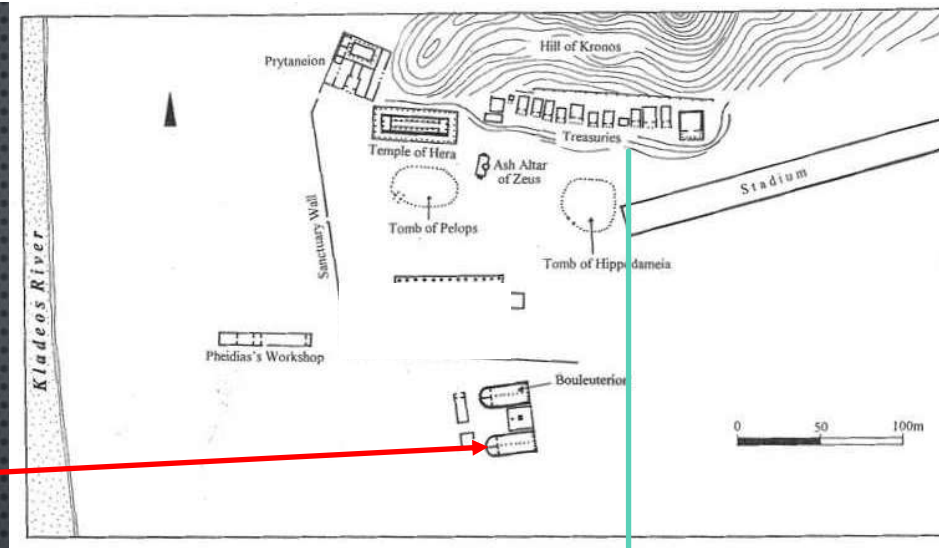 Hill of Kronos
Prytaneion
Treasuries
Temple of Hera
Ash Altar
of Zeus
Stadium
Tomb of Pelops
Sanctuary Wall
Tomb of Hippodameia
Kladeos River
Pheidias's Workshop
Bouleuterion
0 50 100m